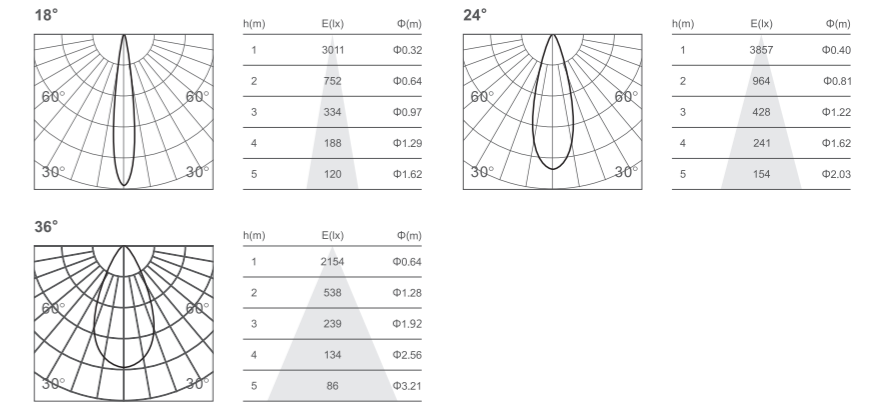 18°
h(m) E(lx) Φ(m)
1 3011 Φ0.32
2 752 Φ0.64
3 334 Φ0.97
4 188 Φ1.29
5 120 Φ1.62
60° 60°
30° 30°
24°
h(m) E(lx) Φ(m)
1 3857 Φ0.40
2 964 Φ0.81
3 428 Φ1.22
4 241 Φ1.62
5 154 Φ2.03
60° 60°
30° 30°
36°
h(m) E(lx) Φ(m)
1 2154 Φ0.64
2 538 Φ1.28
3 239 Φ1.92
4 134 Φ2.56
5 86 Φ3.21
60° 60°
30° 30°